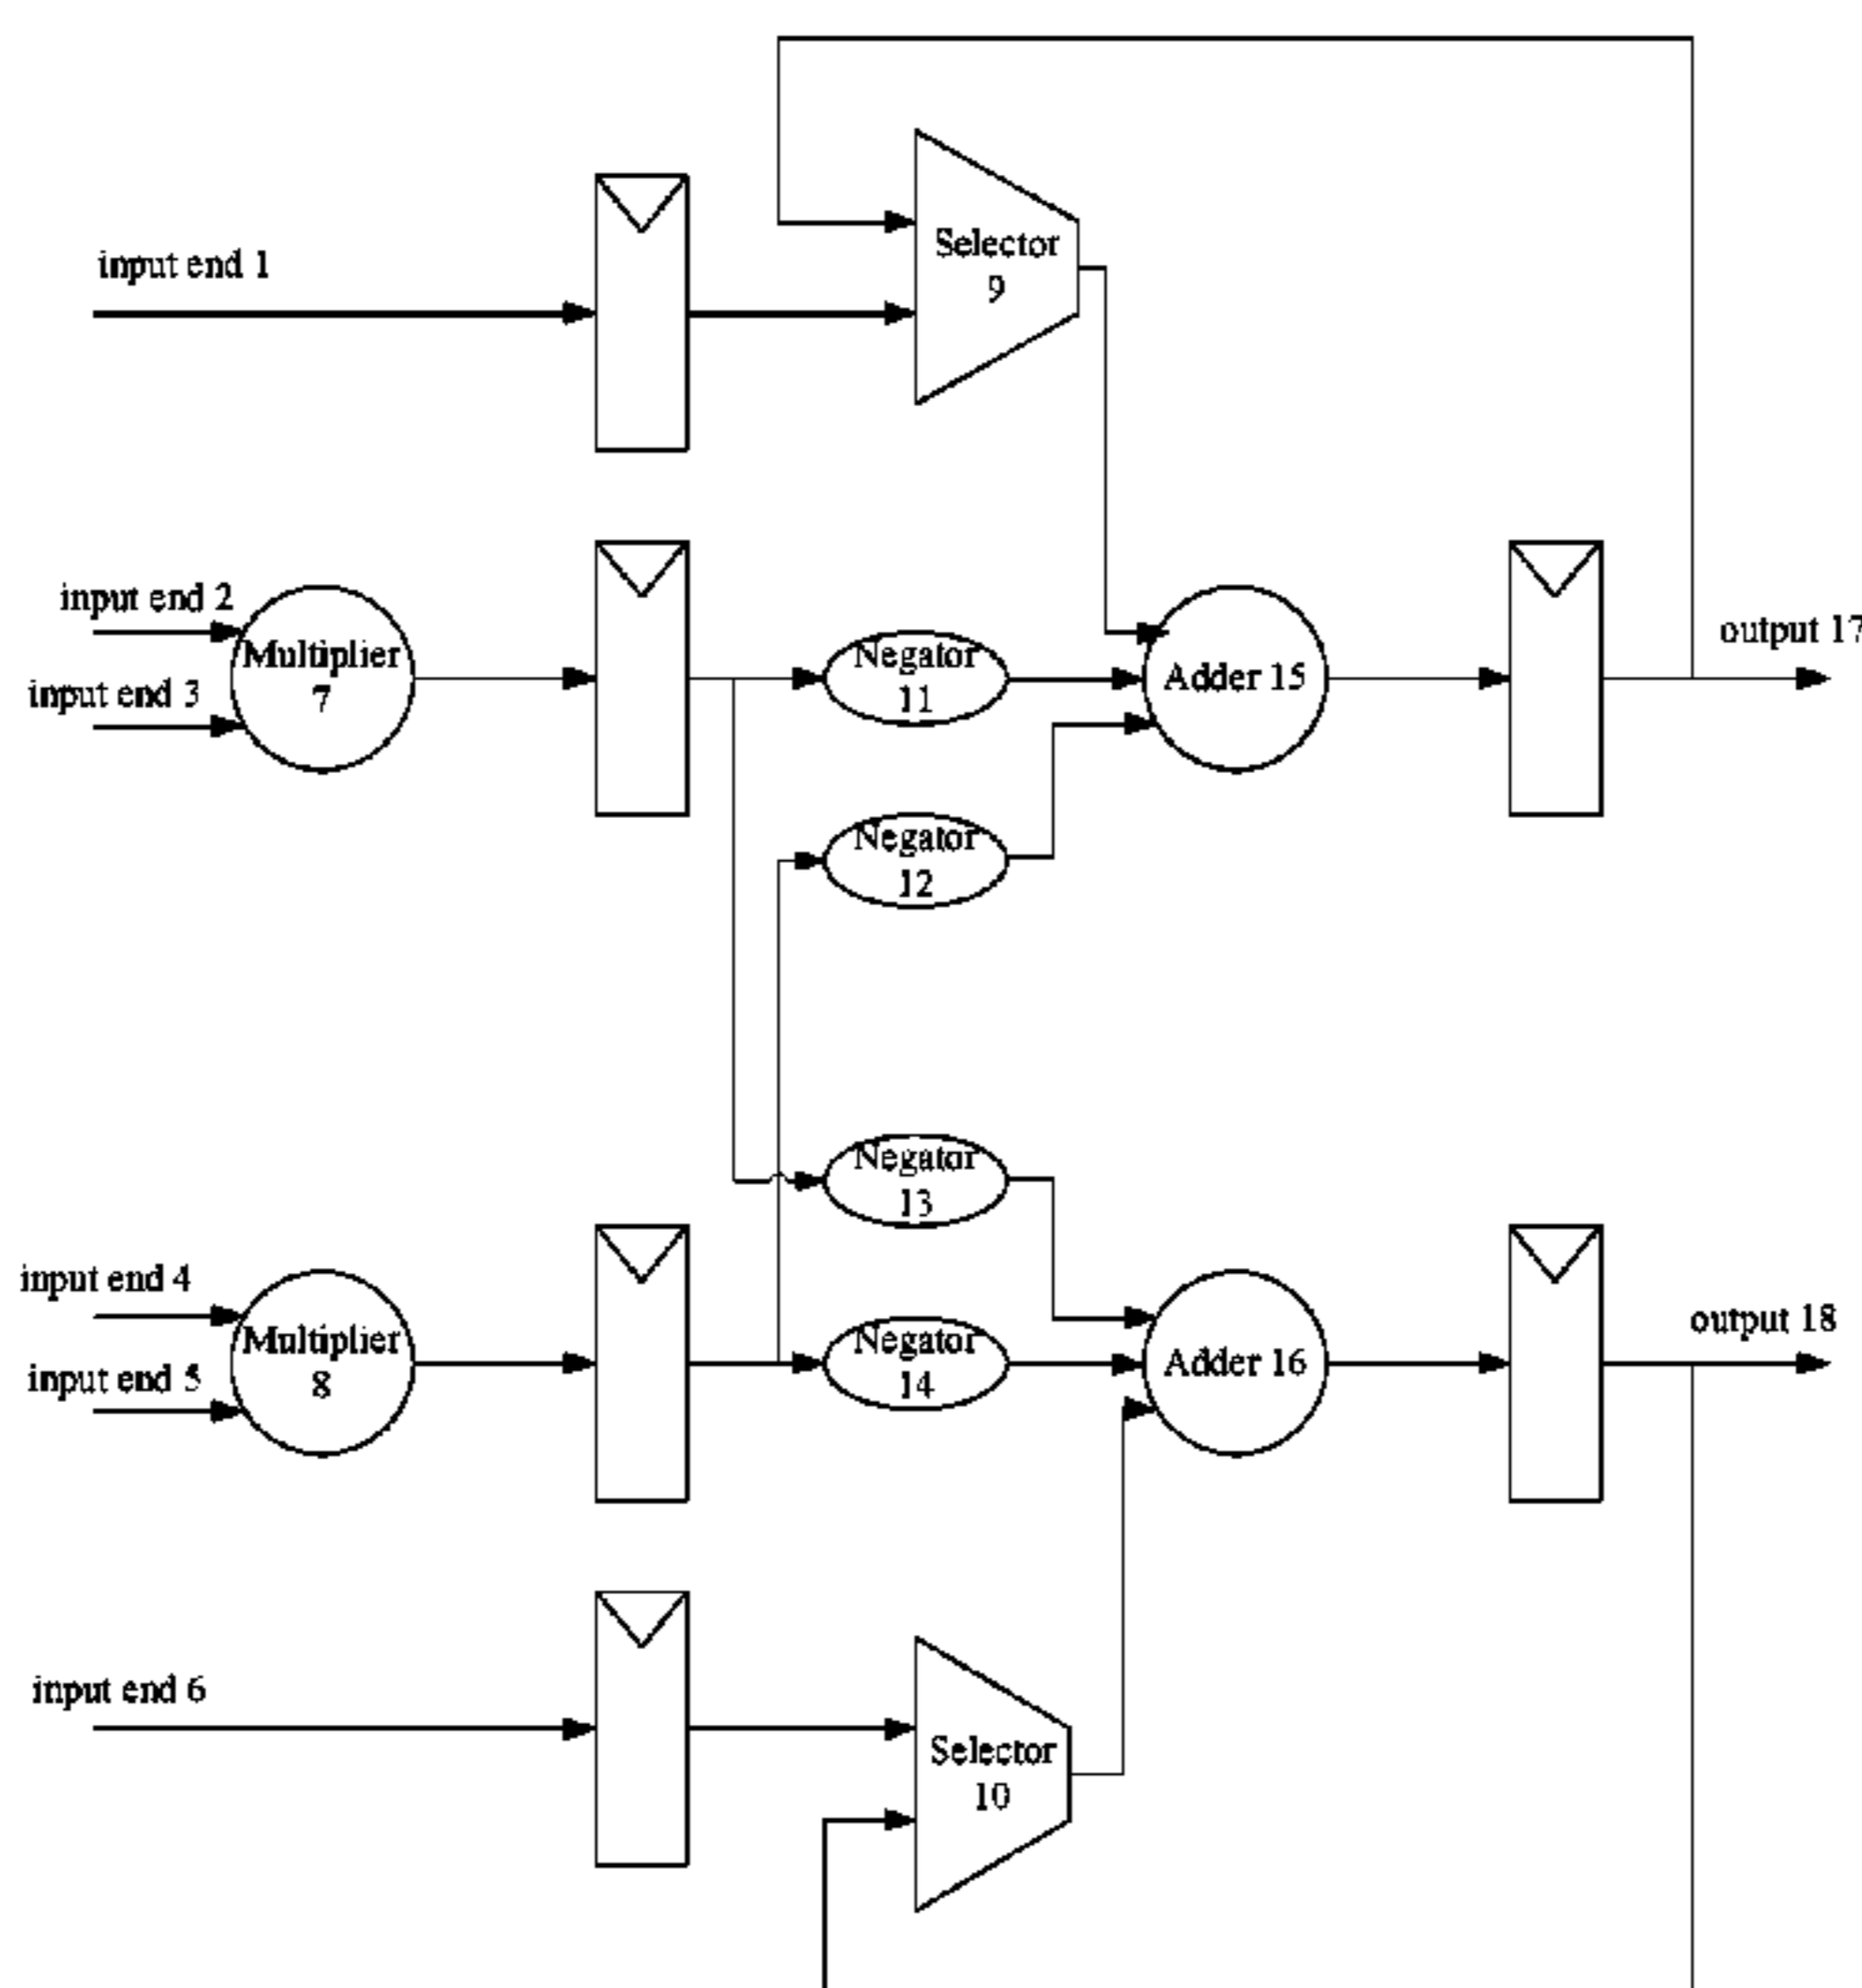 input end 1
Selector
9
input end 2
Multiplier
7
input end 3
Negator
11
Adder 15
output 17
Negator
12
Negator
13
input end 4
Multiplier
8
input end 5
Negator
14
Adder 16
output 18
input end 6
Selector
10